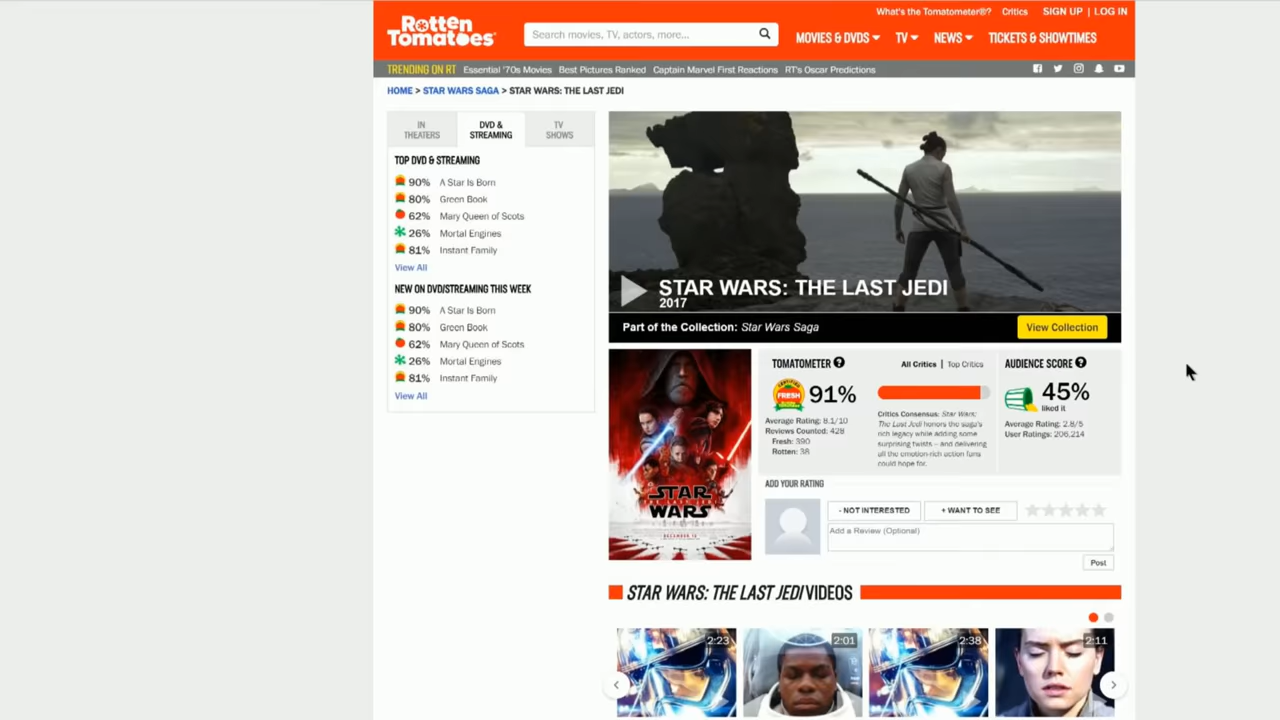 What's the Tomatometer®? Critics SIGN UP | LOG IN
Rotten
Tomatoes
Search movies, TV, actors, more...
MOVIES & DVDS TV NEWS TICKETS & SHOWTIMES
TRENDING ON RT Essential '70s Movies Best Pictures Ranked Captain Marvel First Reactions RT's Oscar Predictions
HOME > STAR WARS SAGA > STAR WARS: THE LAST JEDI
IN THEATERS
DVD & STREAMING
TV SHOWS
TOP DVD & STREAMING
90% A Star Is Born
80% Green Book
62% Mary Queen of Scots
26% Mortal Engines
81% Instant Family
View All
NEW ON DVD/STREAMING THIS WEEK
90% A Star Is Born
80% Green Book
62% Mary Queen of Scots
26% Mortal Engines
81% Instant Family
View All
STAR WARS: THE LAST JEDI
2017
Part of the Collection: Star Wars Saga
View Collection
STAR
THE LAST JEDI
WARS
TOMATOMETER
FRESH
91%
Average Rating: 8.1/10
Reviews Counted: 428
Fresh: 390
Rotten: 38
All Critics | Top Critics
Critics Consensus: Star Wars:
The Last Jedi honors the saga's
rich legacy while adding some
surprising twists -- and delivering
all the emotion-rich action fans
could hope for.
AUDIENCE SCORE
45%
liked it
Average Rating: 2.8/5
User Ratings: 206,214
ADD YOUR RATING
- NOT INTERESTED
+ WANT TO SEE
Add a Review (Optional)
Post
STAR WARS: THE LAST JEDI VIDEOS
2:23
2:01
2:38
2:11